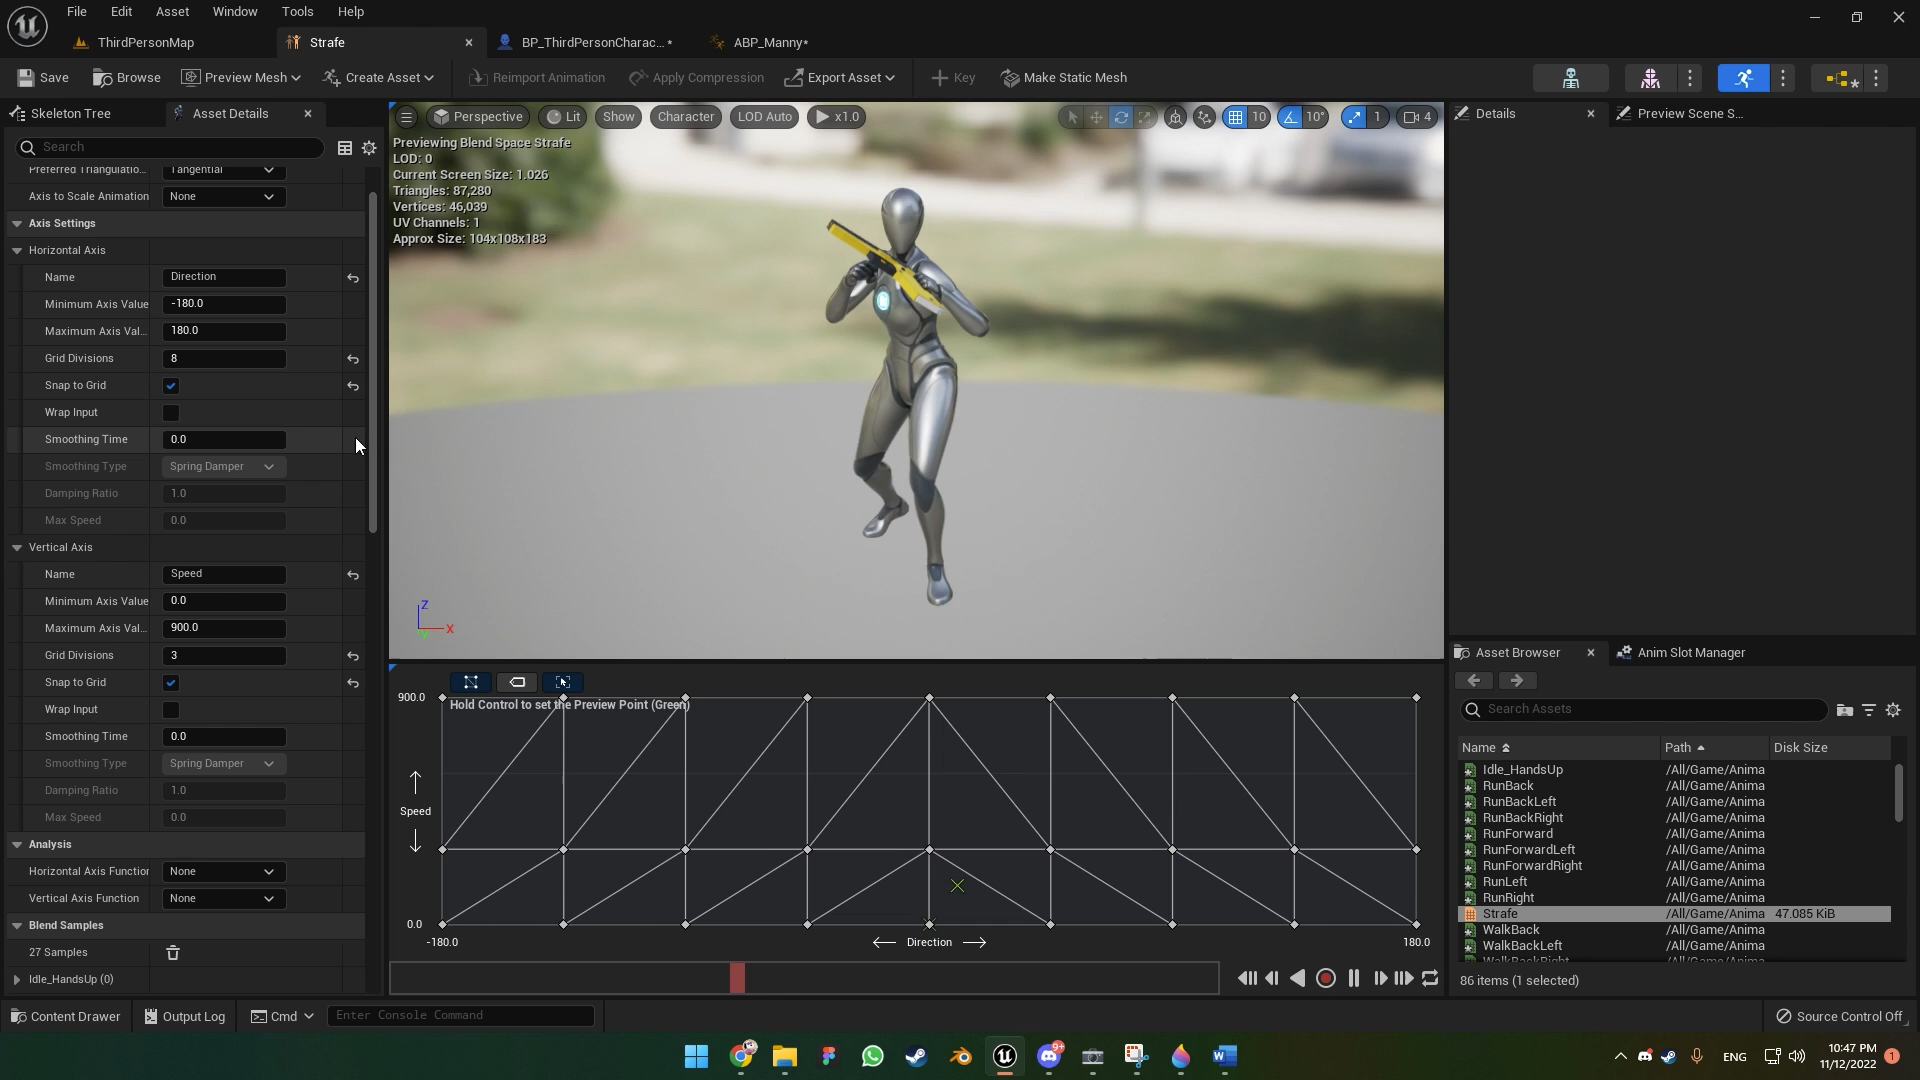 File Edit Asset Window Tools Help
ThirdPersonMap
Strafe
BP_ThirdPersonCharac... *
ABP_Manny*
Save
Browse
Preview Mesh
Create Asset
Reimport Animation
Apply Compression
Export Asset
Key
Make Static Mesh
Skeleton Tree
Asset Details
Search
Preferred Triangulatio... Tangential
Axis to Scale Animation None
Axis Settings
Horizontal Axis
Name Direction
Minimum Axis Value -180.0
Maximum Axis Val... 180.0
Grid Divisions 8
Snap to Grid
Wrap Input
Smoothing Time 0.0
Smoothing Type Spring Damper
Damping Ratio 1.0
Max Speed 0.0
Vertical Axis
Name Speed
Minimum Axis Value 0.0
Maximum Axis Val... 900.0
Grid Divisions 3
Snap to Grid
Wrap Input
Smoothing Time 0.0
Smoothing Type Spring Damper
Damping Ratio 1.0
Max Speed 0.0
Analysis
Horizontal Axis Function None
Vertical Axis Function None
Blend Samples
27 Samples
Idle_HandsUp (0)
Perspective Lit Show Character LOD Auto x1.0 10 10° 1 4
Previewing Blend Space Strafe
LOD: 0
Current Screen Size: 1.026
Triangles: 87,280
Vertices: 46,039
UV Channels: 1
Approx Size: 104x108x183
Z
X
Y
900.0
Hold Control to set the Preview Point (Green)
Speed
0.0
-180.0 Direction 180.0
Details
Preview Scene S...
Asset Browser
Anim Slot Manager
Search Assets
Name Path Disk Size
Idle_HandsUp /All/Game/Anima
RunBack /All/Game/Anima
RunBackLeft /All/Game/Anima
RunBackRight /All/Game/Anima
RunForward /All/Game/Anima
RunForwardLeft /All/Game/Anima
RunForwardRight /All/Game/Anima
RunLeft /All/Game/Anima
RunRight /All/Game/Anima
Strafe /All/Game/Anima 47.085 KiB
WalkBack /All/Game/Anima
WalkBackLeft /All/Game/Anima
WalkBackRight /All/Game/Anima
86 items (1 selected)
Content Drawer Output Log Cmd Enter Console Command Source Control Off
9+
ENG
10:47 PM
11/12/2022
1